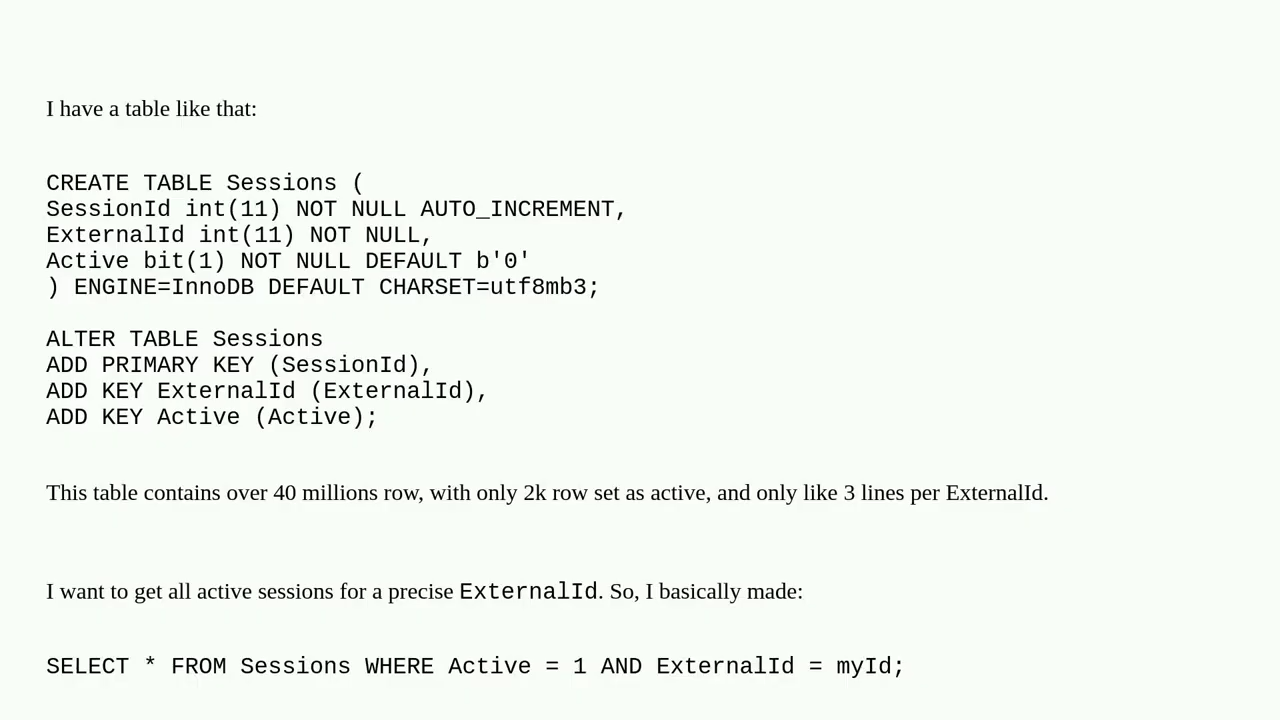 I have a table like that:
CREATE TABLE Sessions (
SessionId int(11) NOT NULL AUTO_INCREMENT,
ExternalId int(11) NOT NULL,
Active bit(1) NOT NULL DEFAULT b'0'
) ENGINE=InnoDB DEFAULT CHARSET=utf8mb3;
ALTER TABLE Sessions
ADD PRIMARY KEY (SessionId),
ADD KEY ExternalId (ExternalId),
ADD KEY Active (Active);
This table contains over 40 millions row, with only 2k row set as active, and only like 3 lines per ExternalId.
I want to get all active sessions for a precise ExternalId. So, I basically made:
SELECT * FROM Sessions WHERE Active = 1 AND ExternalId = myId;